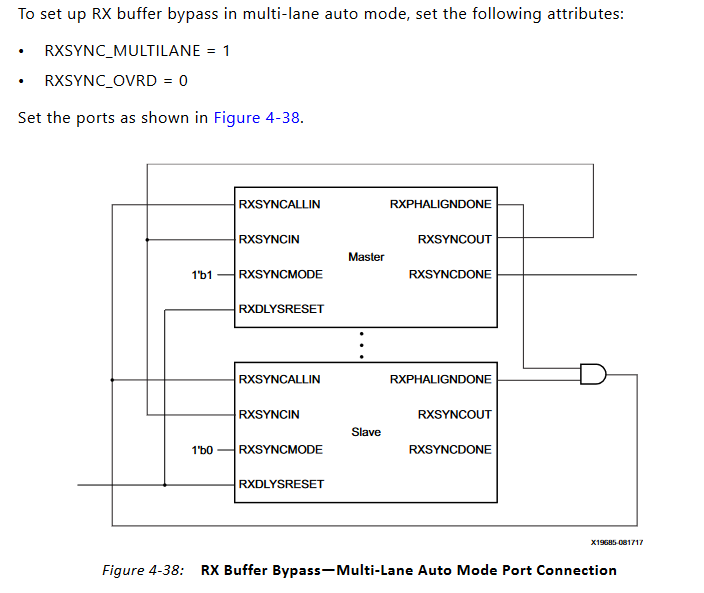 To set up RX buffer bypass in multi-lane auto mode, set the following attributes:
• RXSYNC_MULTILANE = 1
• RXSYNC_OVRD = 0
Set the ports as shown in Figure 4-38.
RXSYNCALLIN RXPHALIGNDONE
RXSYNCIN RXSYNCOUT
Master
1'b1 RXSYNCMODE RXSYNCDONE
RXDLYSRESET
RXSYNCALLIN RXPHALIGNDONE
RXSYNCIN RXSYNCOUT
Slave
1'b0 RXSYNCMODE RXSYNCDONE
RXDLYSRESET
X19685-081717
Figure 4-38: RX Buffer Bypass—Multi-Lane Auto Mode Port Connection